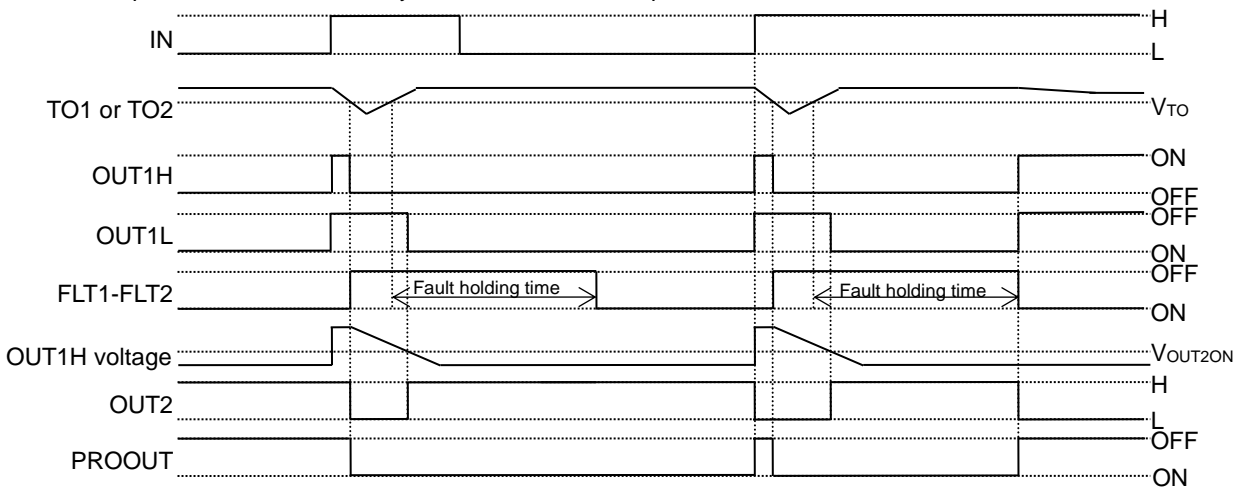 IN
H
L
TO1 or TO2
VTO
OUT1H
ON
OFF
OUT1L
OFF
ON
FLT1-FLT2
Fault holding time
Fault holding time
OFF
ON
OUT1H voltage
VOUT2ON
OUT2
H
L
PROOUT
OFF
ON